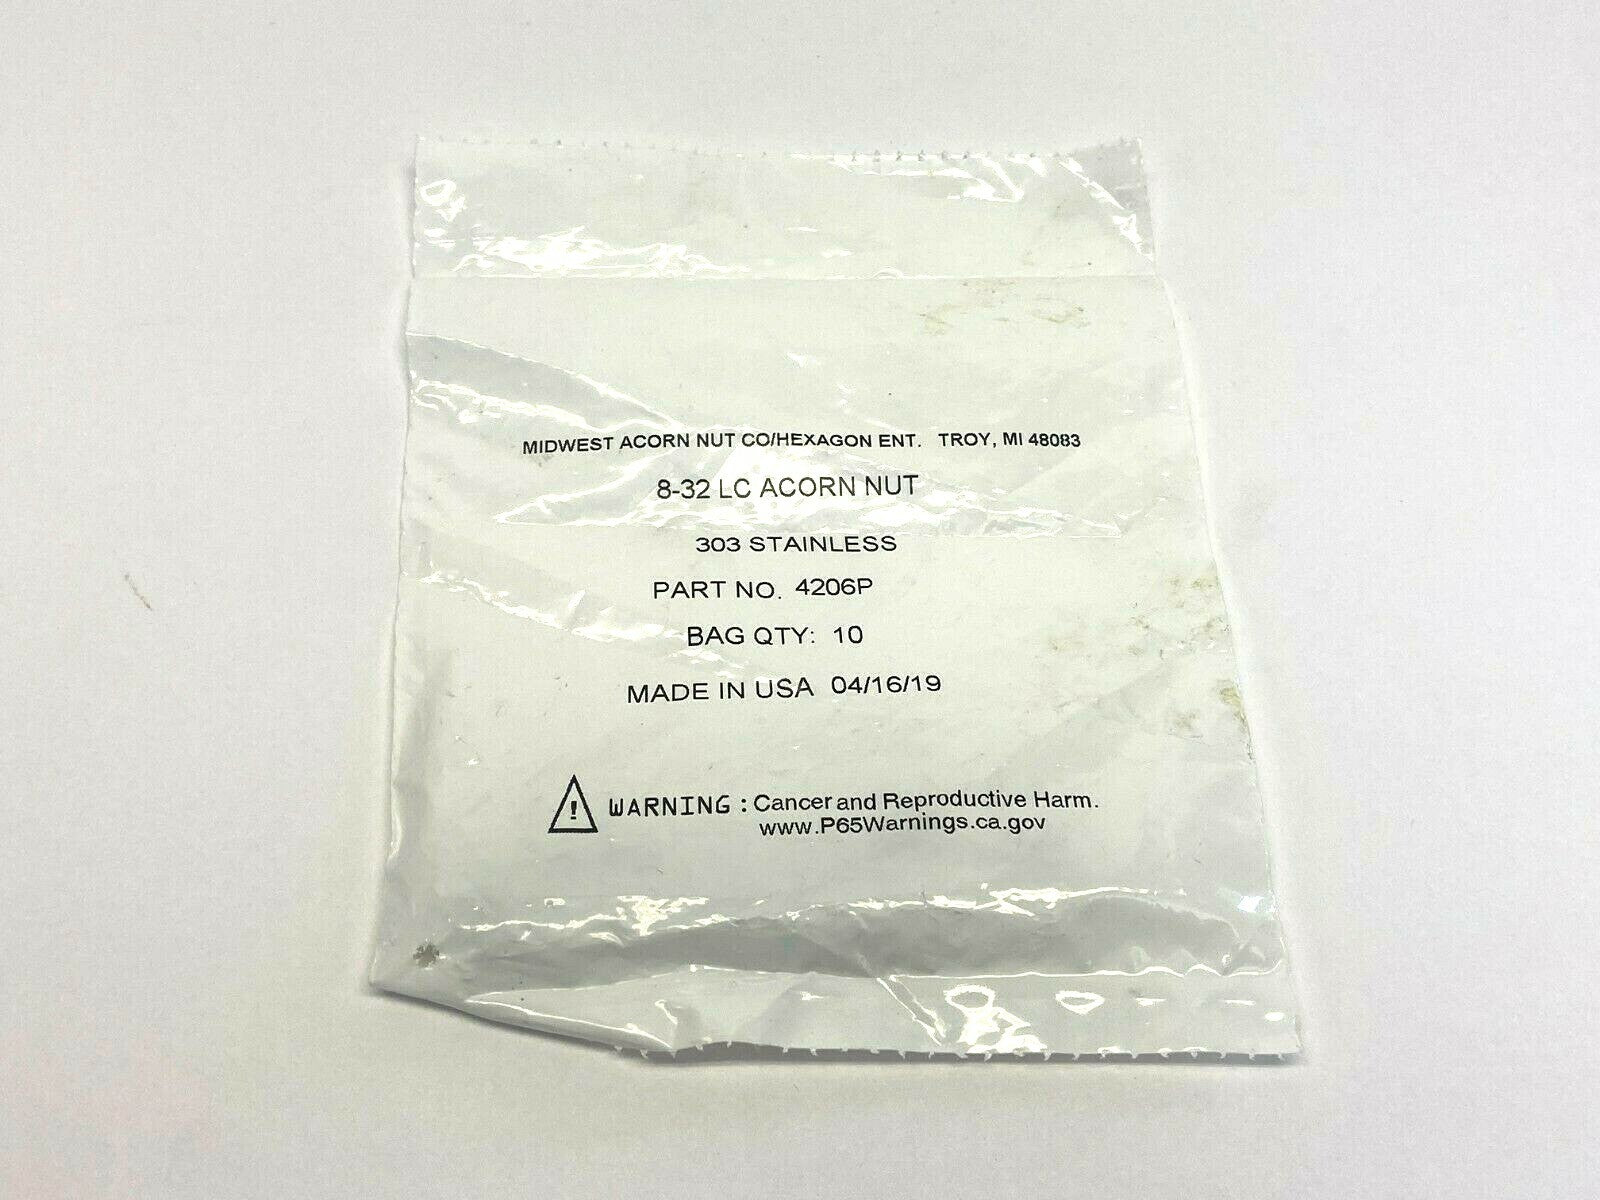 MIDWEST ACORN NUT CO/HEXAGON ENT. TROY, MI 48083
8-32 LC ACORN NUT
303 STAINLESS
PART NO. 4206P
BAG QTY: 10
MADE IN USA 04/16/19
! WARNING : Cancer and Reproductive Harm.
www.P65Warnings.ca.gov